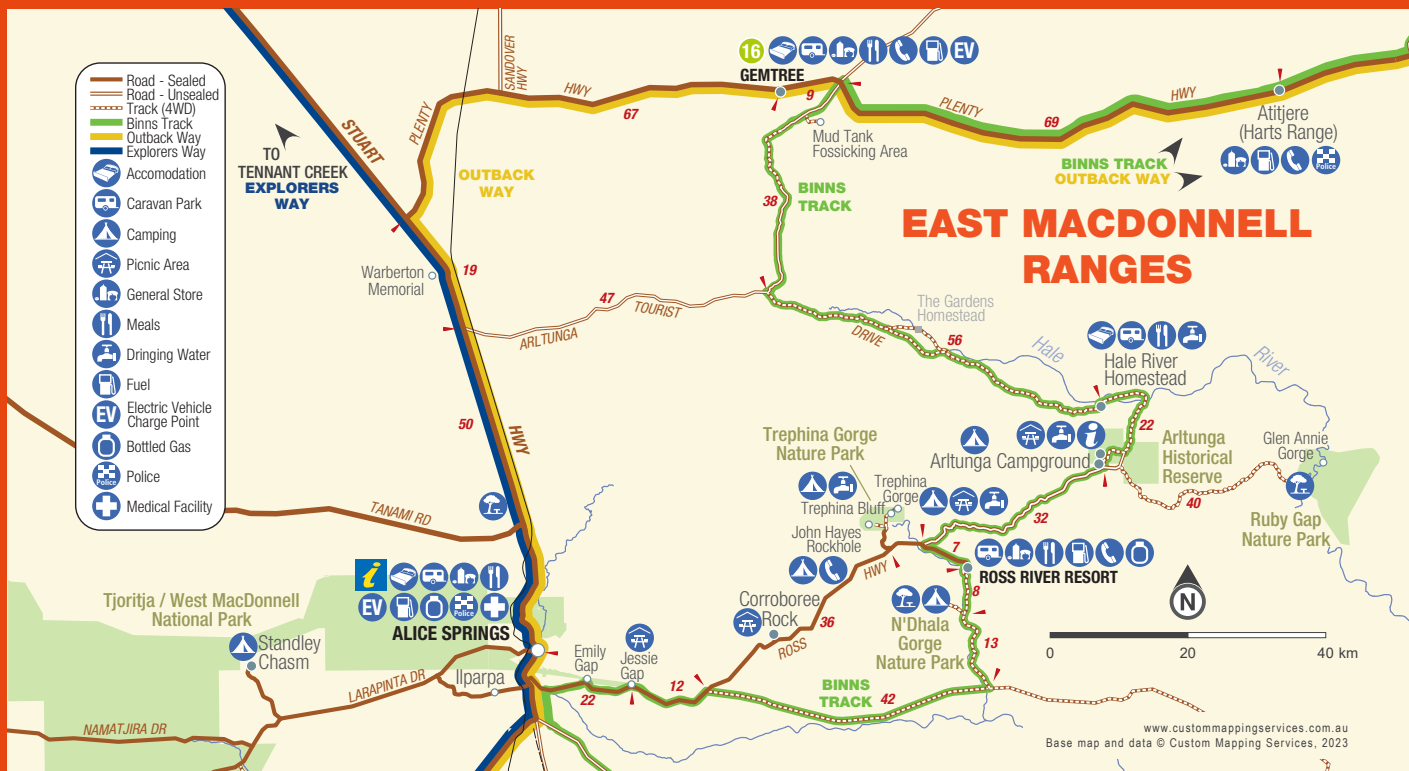 Road - Sealed
Road - Unsealed
Track (4WD)
Binns Track
Outback Way
Explorers Way
Accomodation
Caravan Park
Camping
Picnic Area
General Store
Meals
Dringing Water
Fuel
EV
Electric Vehicle
Charge Point
Bottled Gas
Police
Police
Medical Facility
TO
TENNANT CREEK
EXPLORERS
WAY
STUART
PLENTY
SANDOVER
HWY
HWY
67
16
EV
GEMTREE
9
Mud Tank
Fossicking Area
PLENTY
69
HWY
Atitjere
(Harts Range)
Police
BINNS TRACK
OUTBACK WAY
OUTBACK
WAY
38
BINNS
TRACK
EAST MACDONNELL
RANGES
Warberton
Memorial
19
47
TOURIST
ARLTUNGA
DRIVE
The Gardens
Homestead
56
Hale
River
Hale River
Homestead
22
50
HWY
Arltunga
Historical
Reserve
Glen Annie
Gorge
i
Arltunga Campground
Trephina Gorge
Nature Park
Trephina
Gorge
Trephina Bluff
John Hayes
Rockhole
32
40
Ruby Gap
Nature Park
TANAMI RD
i
EV
Police
ALICE SPRINGS
Tjoritja / West MacDonnell
National Park
Standley
Chasm
LARAPINTA DR
NAMATJIRA DR
Ilparpa
Emily
Gap
Jessie
Gap
22
12
Corroboree
Rock
36
ROSS
HWY
7
ROSS RIVER RESORT
8
N'Dhala
Gorge
Nature Park
13
BINNS
TRACK
42
N
0
20
40 km
www.custommappingservices.com.au
Base map and data © Custom Mapping Services, 2023